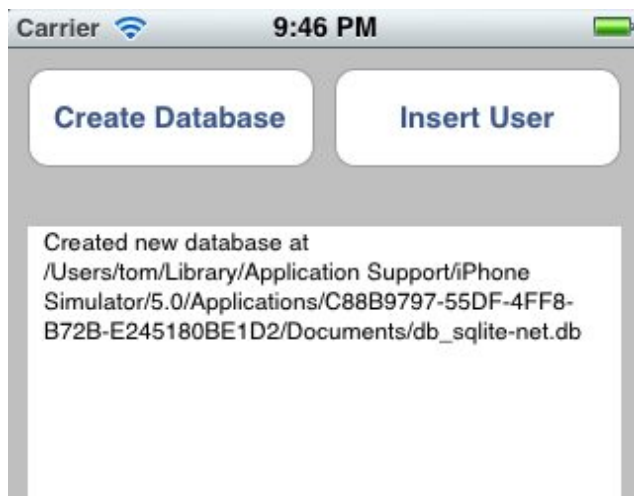 Carrier 9:46 PM
Create Database Insert User
Created new database at
/Users/tom/Library/Application Support/iPhone
Simulator/5.0/Applications/C88B9797-55DF-4FF8-
B72B-E245180BE1D2/Documents/db_sqlite-net.db